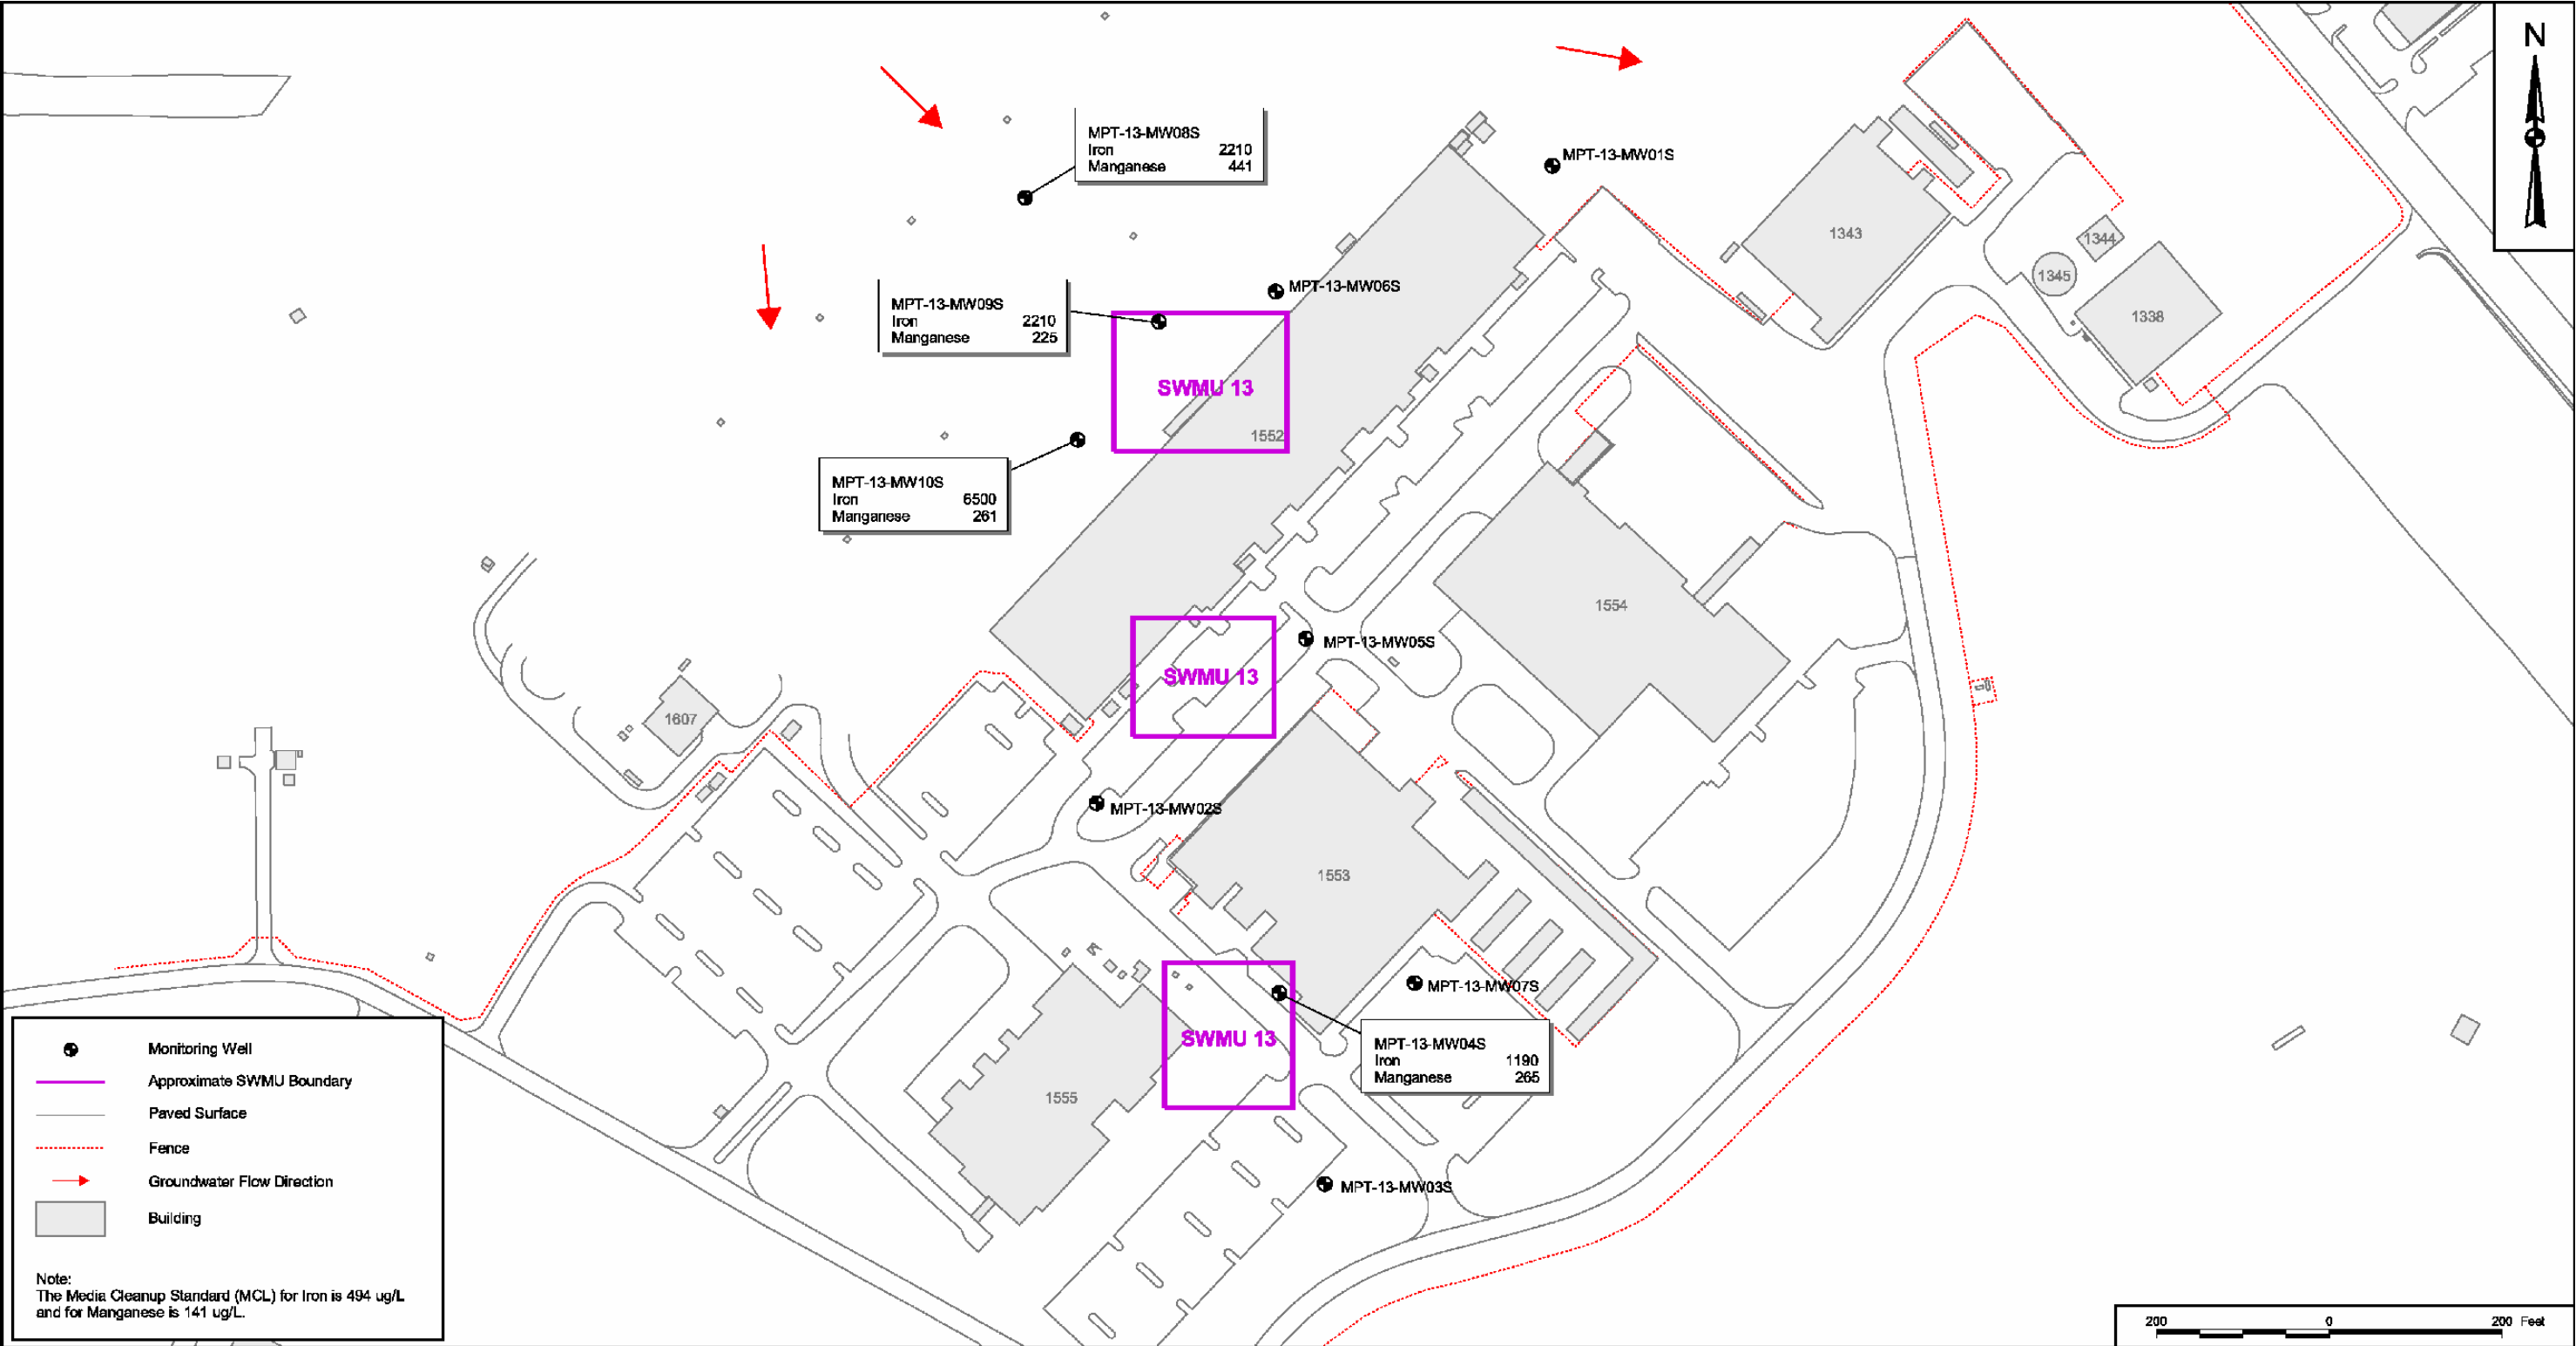 N
MPT-13-MW08S
Iron 2210
Manganese 441
MPT-13-MW01S
1343
1344
1345
1338
MPT-13-MW06S
MPT-13-MW09S
Iron 2210
Manganese 225
SWMU 13
1552
MPT-13-MW10S
Iron 6500
Manganese 261
1554
MPT-13-MW05S
SWMU 13
1607
MPT-13-MW02S
1553
MPT-13-MW07S
SWMU 13
MPT-13-MW04S
Iron 1190
Manganese 265
1555
MPT-13-MW03S
Monitoring Well
Approximate SWMU Boundary
Paved Surface
Fence
Groundwater Flow Direction
Building
Note:
The Media Cleanup Standard (MCL) for Iron is 494 ug/L
and for Manganese is 141 ug/L.
200 0 200 Feet